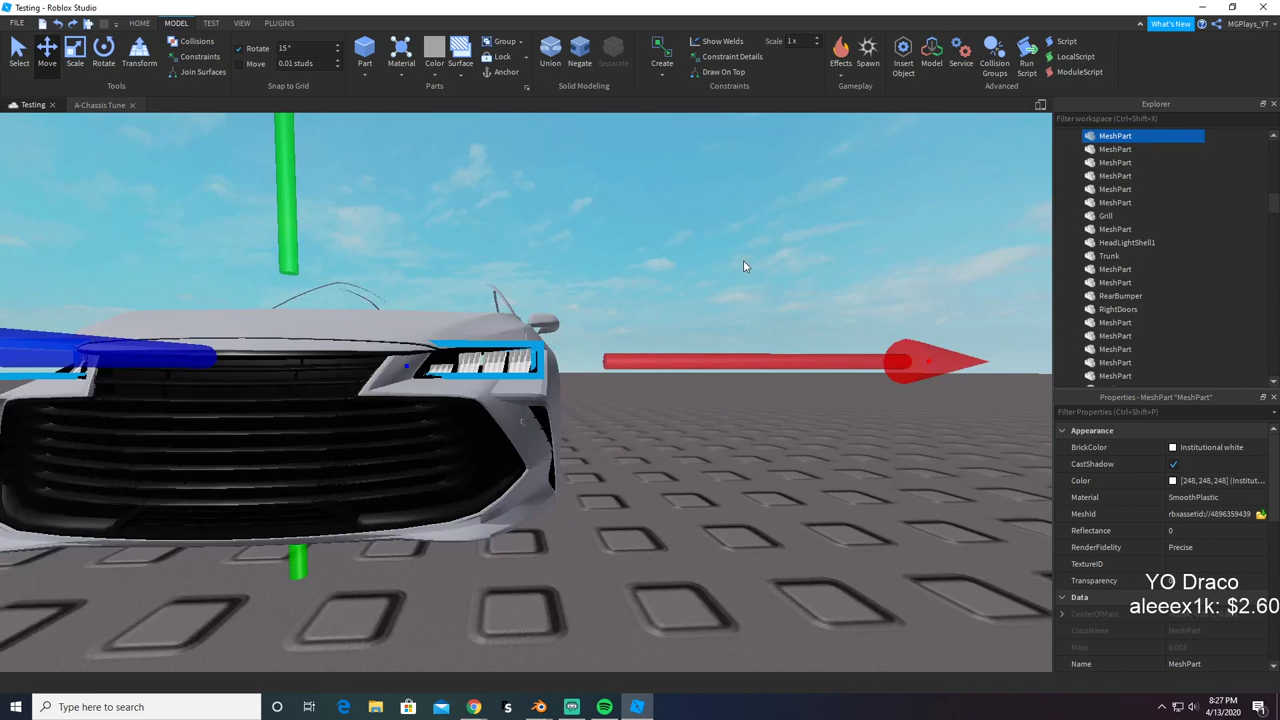 Testing - Roblox Studio
FILE HOME MODEL TEST VIEW PLUGINS What's New MGPlays_YT
Select Move Scale Rotate Transform
Collisions
Constraints
Join Surfaces
Tools
Rotate 15°
Move 0.01 studs
Snap to Grid
Part Material Color Surface
Group
Lock
Anchor
Parts
Union Negate Separate
Solid Modeling
Create
Show Welds Scale 1 x
Constraint Details
Draw On Top
Constraints
Effects Spawn
Gameplay
Insert Object Model Service Collision Groups Run Script
Script
LocalScript
ModuleScript
Advanced
Testing A-Chassis Tune
Explorer
Filter workspace (Ctrl+Shift+X)
MeshPart
MeshPart
MeshPart
MeshPart
MeshPart
MeshPart
Grill
MeshPart
HeadLightShell1
Trunk
MeshPart
MeshPart
RearBumper
RightDoors
MeshPart
MeshPart
MeshPart
MeshPart
MeshPart
Properties - MeshPart "MeshPart"
Filter Properties (Ctrl+Shift+P)
Appearance
BrickColor Institutional white
CastShadow
Color [248, 248, 248] (Institut...
Material SmoothPlastic
MeshId rbxassetid://4896359439
Reflectance 0
RenderFidelity Precise
TextureID
Transparency
YO Draco
Data
aleeex1k: $2.60
CenterOfMass
ClassName MeshPart
Mass 0.003
Name MeshPart
Type here to search
8:27 PM
4/13/2020